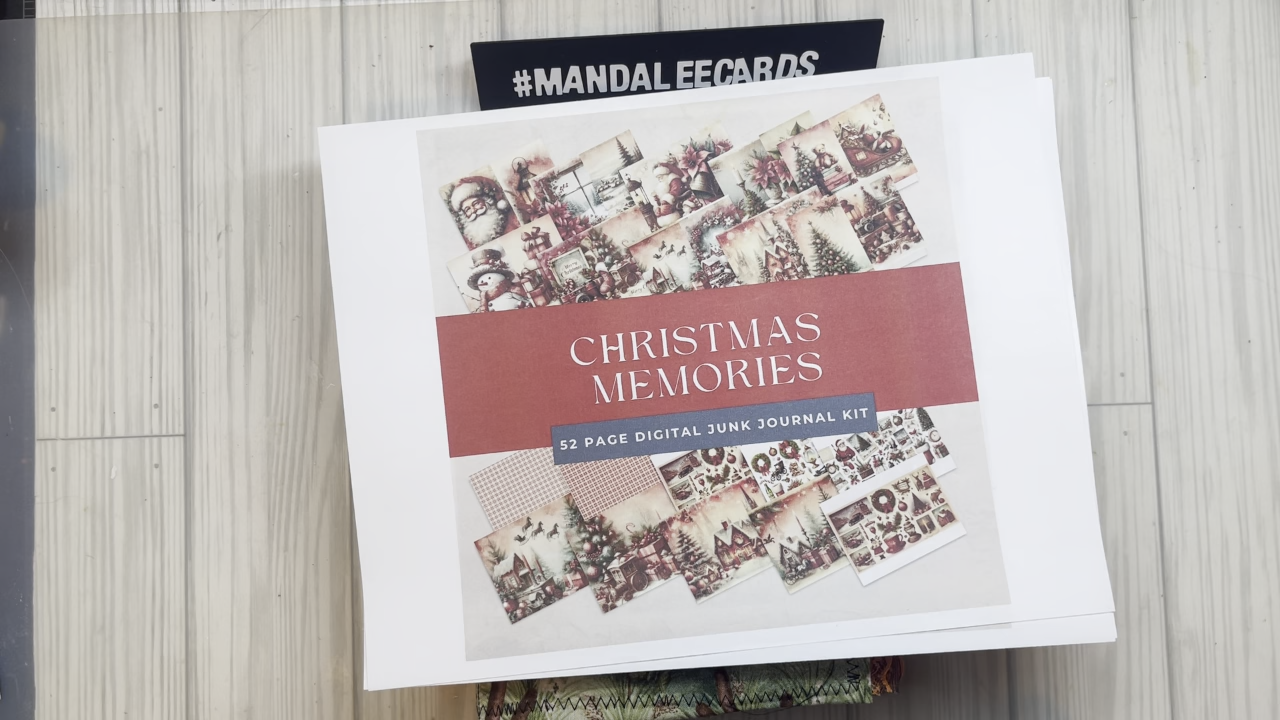 #MANDALEECARDS
CHRISTMAS
MEMORIES
52 PAGE DIGITAL JUNK JOURNAL KIT